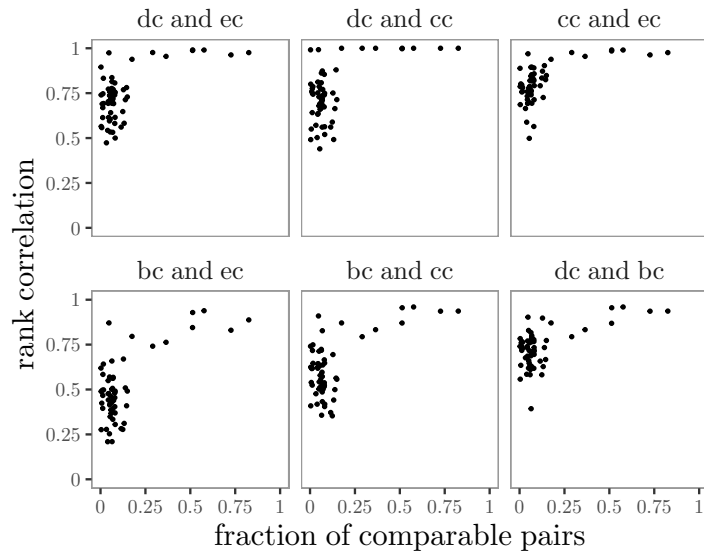 dc and ec
dc and cc
cc and ec
1
0.75
0.5
0.25
0
rank correlation
bc and ec
bc and cc
dc and bc
1
0.75
0.5
0.25
0
0 0.25 0.5 0.75 1
0 0.25 0.5 0.75 1
0 0.25 0.5 0.75 1
fraction of comparable pairs